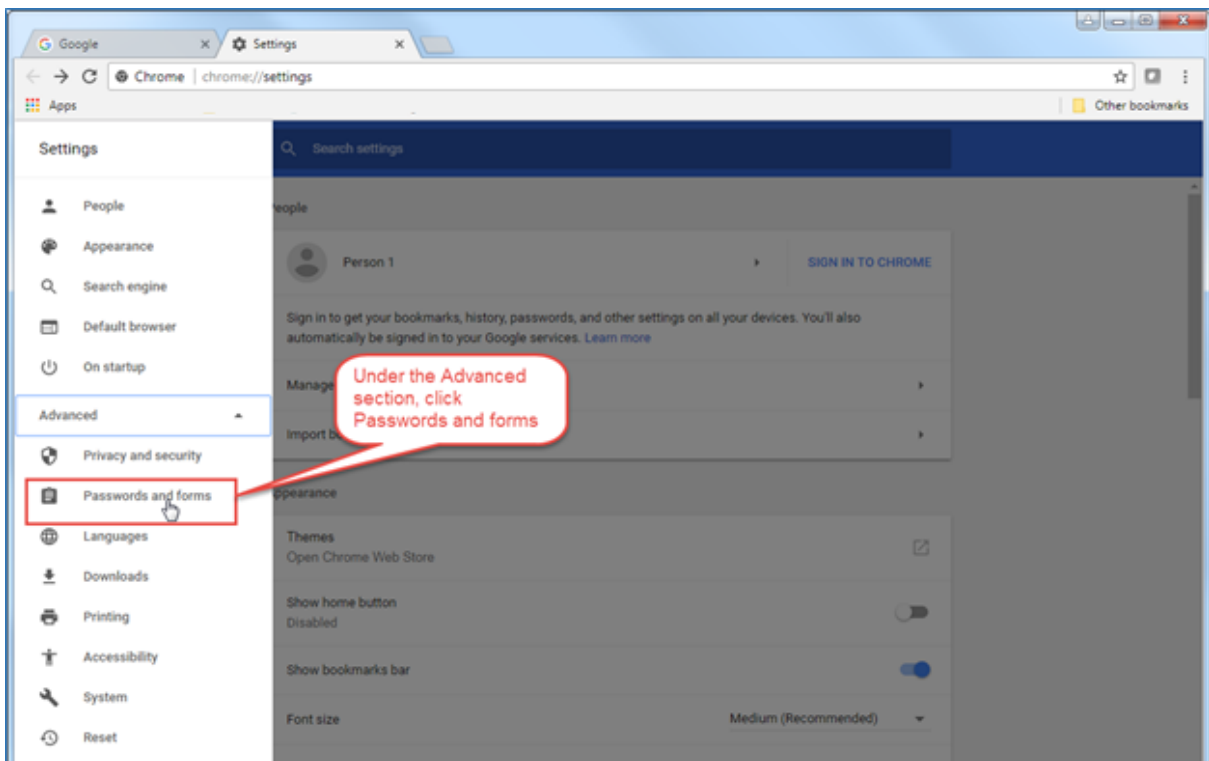 Google
Settings
Chrome | chrome://settings
Apps
Other bookmarks
Settings
Search settings
People
Appearance
Search engine
Default browser
On startup
Advanced
Privacy and security
Passwords and forms
Languages
Downloads
Printing
Accessibility
System
Reset
eople
Person 1
SIGN IN TO CHROME
Sign in to get your bookmarks, history, passwords, and other settings on all your devices. You'll also
automatically be signed in to your Google services. Learn more
Manage
Import bo
Under the Advanced
section, click
Passwords and forms
ppearance
Themes
Open Chrome Web Store
Show home button
Disabled
Show bookmarks bar
Font size
Medium (Recommended)